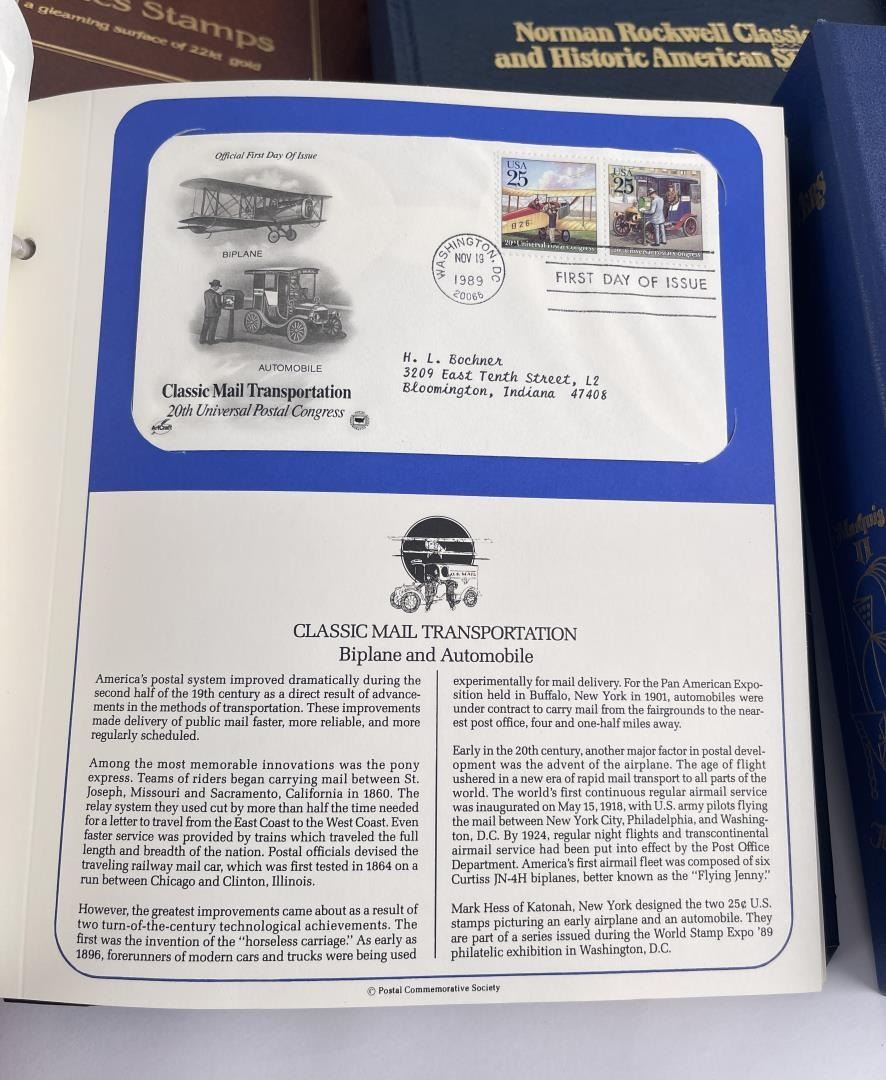 s Stamps
a gleaming surface of 22kt gold
Norman Rockwell Classic
and Historic American
Official First Day Of Issue
BIPLANE
AUTOMOBILE
Classic Mail Transportation
20th Universal Postal Congress
ArtCraft
USA
25
B26
20th Universal Postal Congress
USA
25
20th Universal Postal Congress
WASHINGTON, DC
NOV 19
1989
20066
FIRST DAY OF ISSUE
H. L. Bochner
3209 East Tenth Street, L2
Bloomington, Indiana 47408
U.S. MAIL
CLASSIC MAIL TRANSPORTATION
Biplane and Automobile
America's postal system improved dramatically during the
second half of the 19th century as a direct result of advance-
ments in the methods of transportation. These improvements
made delivery of public mail faster, more reliable, and more
regularly scheduled.
Among the most memorable innovations was the pony
express. Teams of riders began carrying mail between St.
Joseph, Missouri and Sacramento, California in 1860. The
relay system they used cut by more than half the time needed
for a letter to travel from the East Coast to the West Coast. Even
faster service was provided by trains which traveled the full
length and breadth of the nation. Postal officials devised the
traveling railway mail car, which was first tested in 1864 on a
run between Chicago and Clinton, Illinois.
However, the greatest improvements came about as a result of
two turn-of-the-century technological achievements. The
first was the invention of the "horseless carriage." As early as
1896, forerunners of modern cars and trucks were being used
experimentally for mail delivery. For the Pan American Expo-
sition held in Buffalo, New York in 1901, automobiles were
under contract to carry mail from the fairgrounds to the near-
est post office, four and one-half miles away.
Early in the 20th century, another major factor in postal devel-
opment was the advent of the airplane. The age of flight
ushered in a new era of rapid mail transport to all parts of the
world. The world's first continuous regular airmail service
was inaugurated on May 15, 1918, with U.S. army pilots flying
the mail between New York City, Philadelphia, and Washing-
ton, D.C. By 1924, regular night flights and transcontinental
airmail service had been put into effect by the Post Office
Department. America's first airmail fleet was composed of six
Curtiss JN-4H biplanes, better known as the "Flying Jenny."
Mark Hess of Katonah, New York designed the two 25¢ U.S.
stamps picturing an early airplane and an automobile. They
are part of a series issued during the World Stamp Expo '89
philatelic exhibition in Washington, D.C.
© Postal Commemorative Society
II